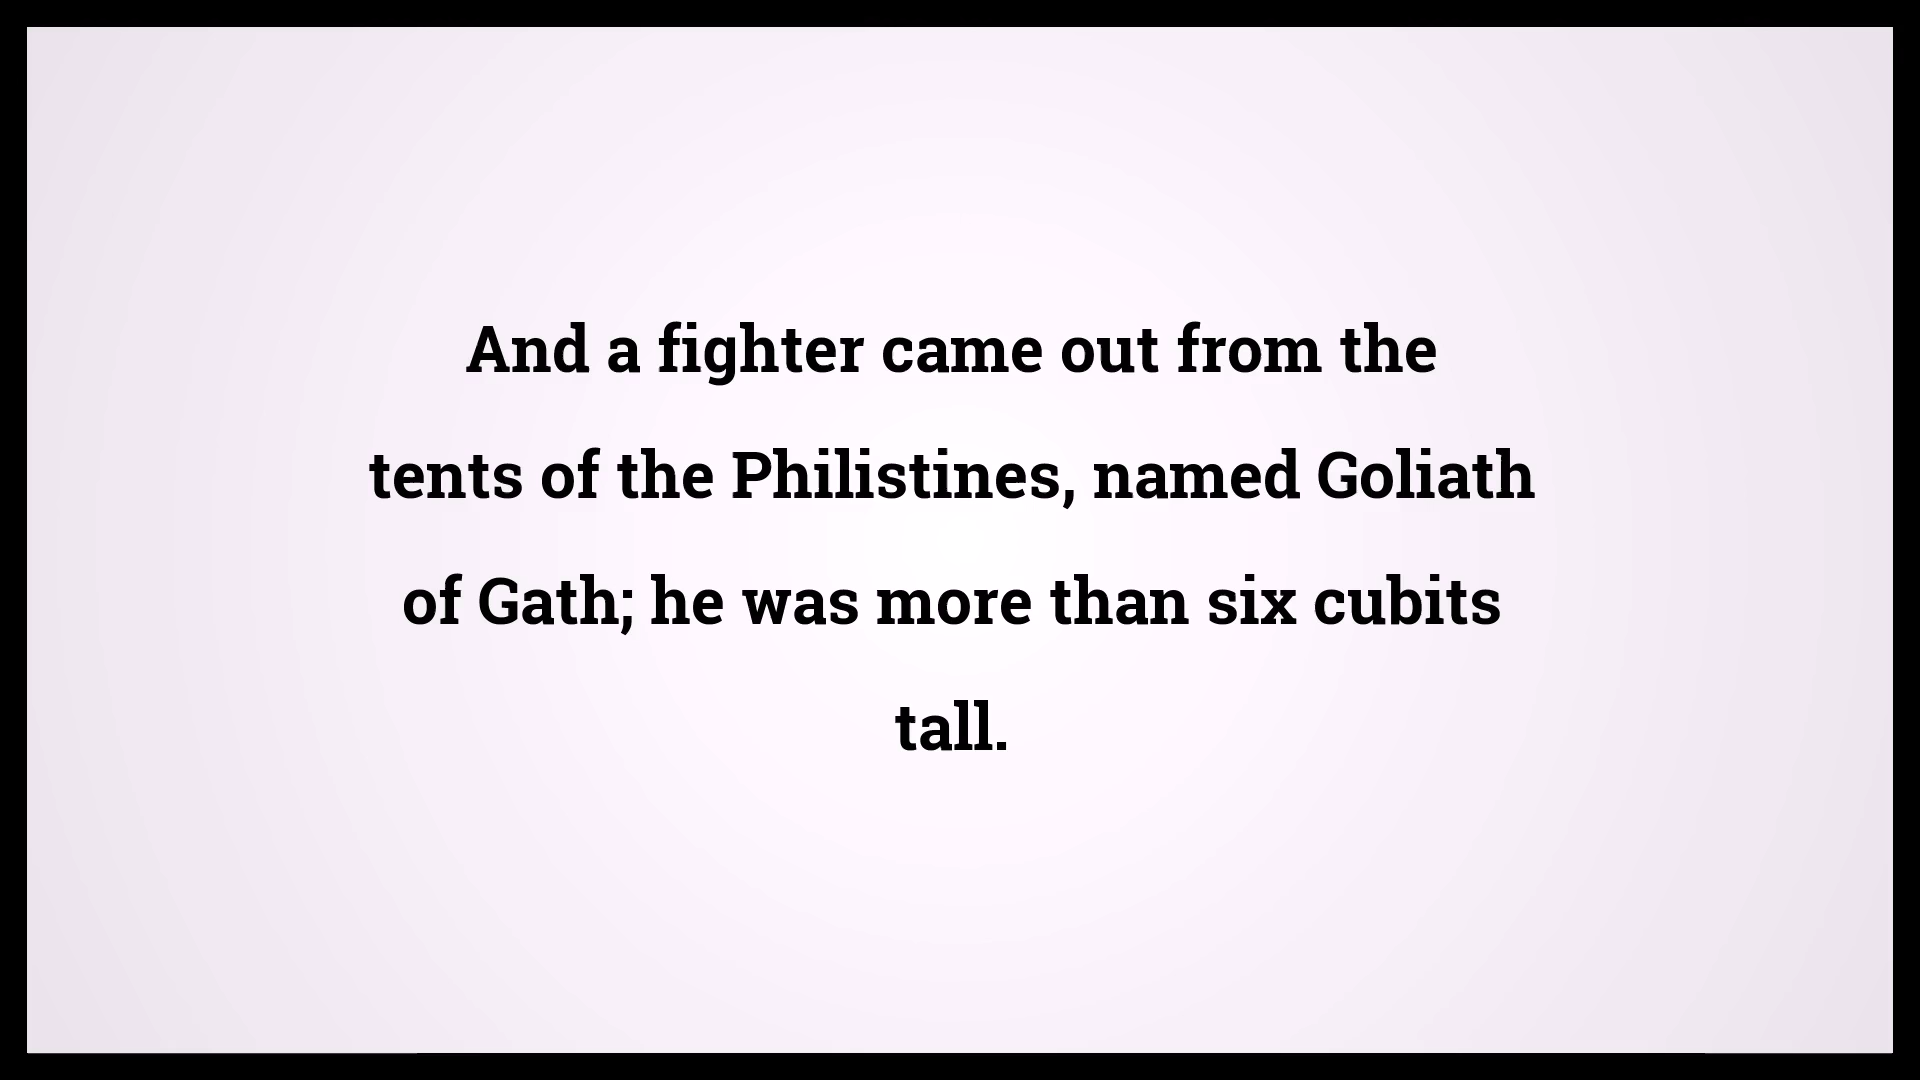 And a fighter came out from the
tents of the Philistines, named Goliath
of Gath; he was more than six cubits
tall.